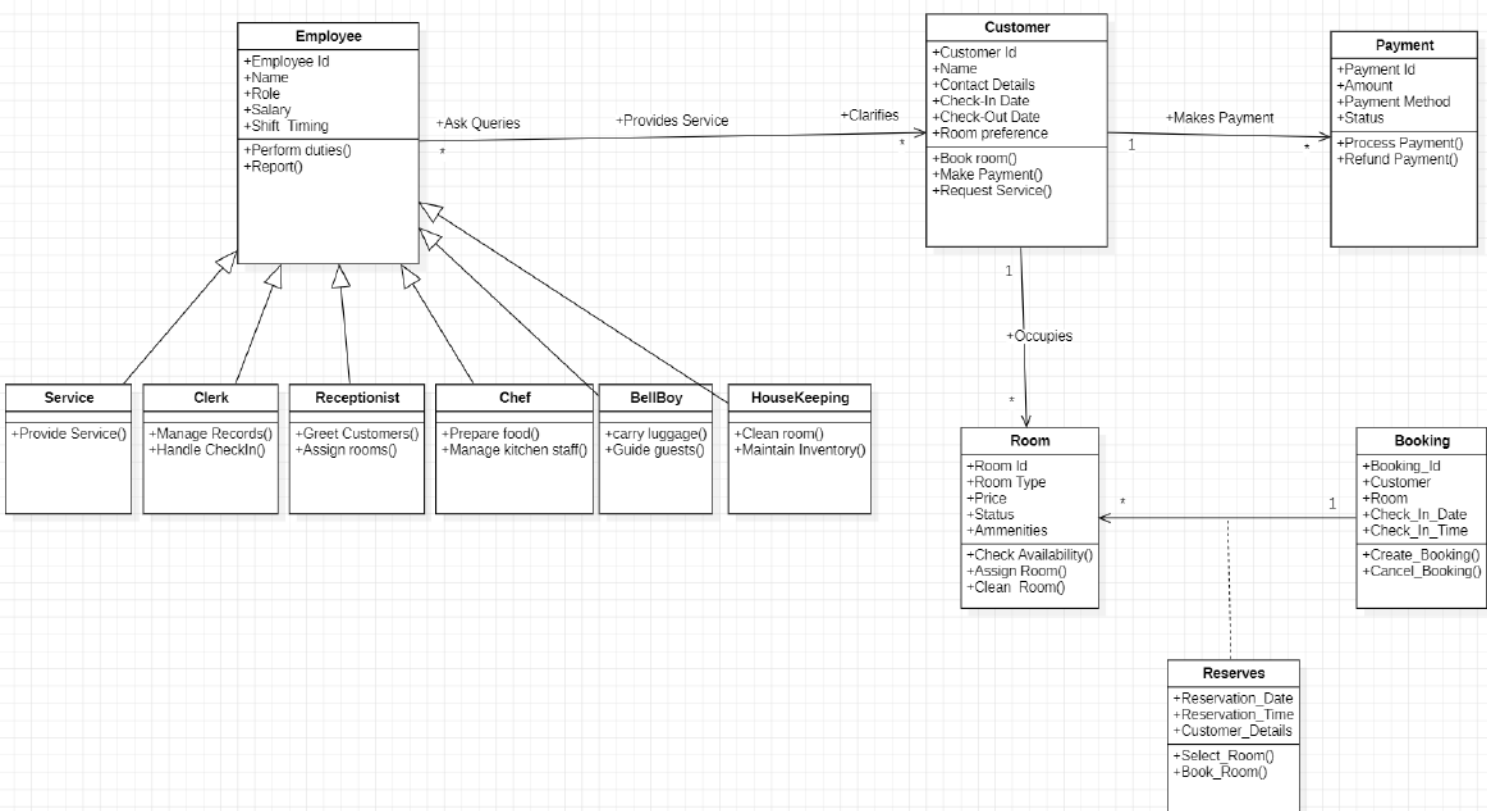 Employee
+Employee Id
+Name
+Role
+Salary
+Shift Timing
+Perform duties()
+Report()
+Ask Queries
*
+Provides Service
+Clarifies
*
Customer
+Customer Id
+Name
+Contact Details
+Check-In Date
+Check-Out Date
+Room preference
+Book room()
+Make Payment()
+Request Service()
1
+Makes Payment
*
Payment
+Payment Id
+Amount
+Payment Method
+Status
+Process Payment()
+Refund Payment()
1
+Occupies
*
Service
+Provide Service()
Clerk
+Manage Records()
+Handle CheckIn()
Receptionist
+Greet Customers()
+Assign rooms()
Chef
+Prepare food()
+Manage kitchen staff()
BellBoy
+carry luggage()
+Guide guests()
HouseKeeping
+Clean room()
+Maintain Inventory()
Room
+Room Id
+Room Type
+Price
+Status
+Ammenities
+Check Availability()
+Assign Room()
+Clean Room()
*
1
Booking
+Booking_Id
+Customer
+Room
+Check_In_Date
+Check_In_Time
+Create_Booking()
+Cancel_Booking()
Reserves
+Reservation_Date
+Reservation_Time
+Customer_Details
+Select_Room()
+Book_Room()